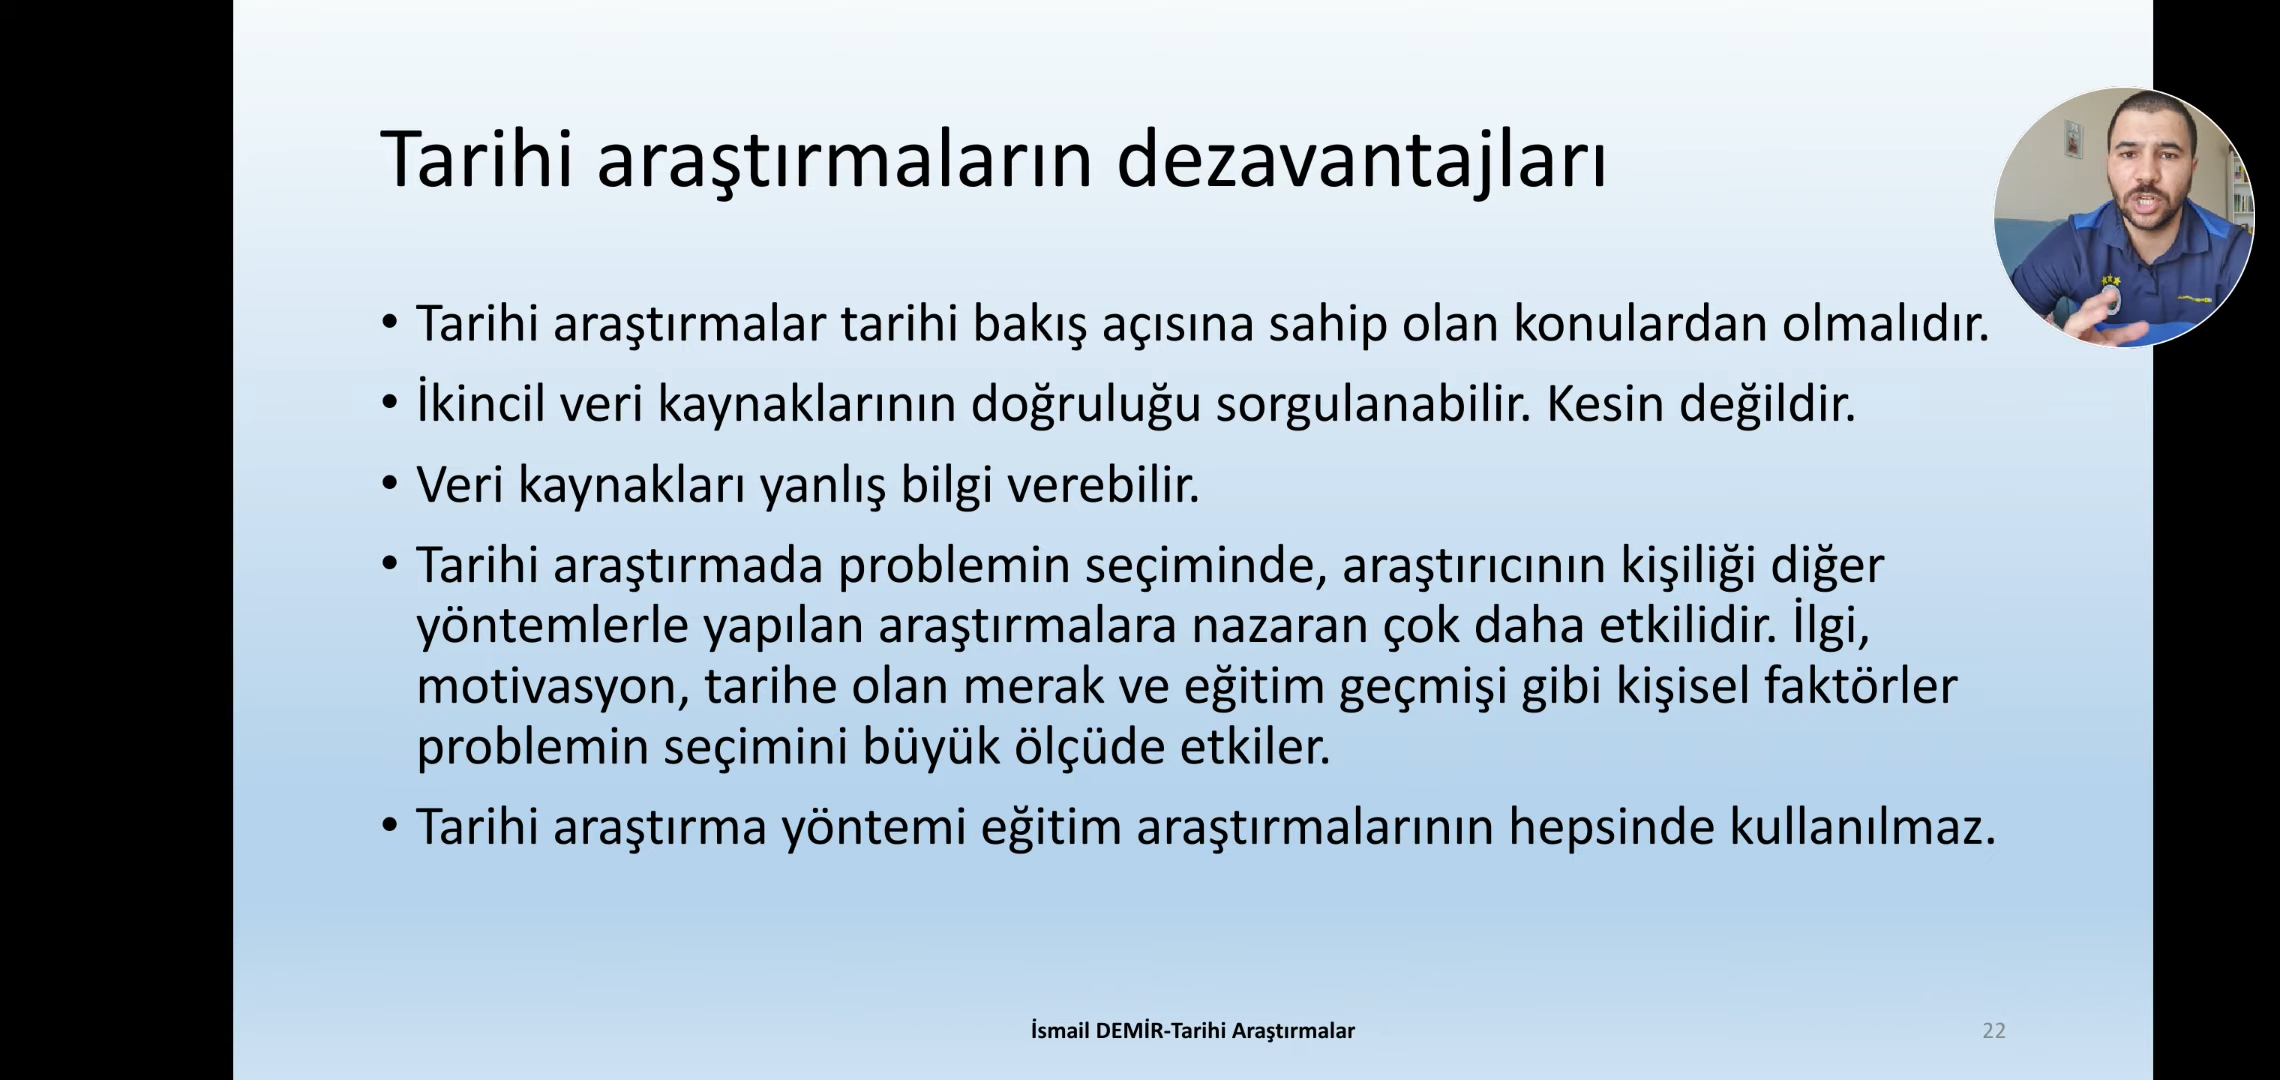 Tarihi araştırmaların dezavantajları
• Tarihi araştırmalar tarihi bakış açısına sahip olan konulardan olmalıdır.
• İkincil veri kaynaklarının doğruluğu sorgulanabilir. Kesin değildir.
• Veri kaynakları yanlış bilgi verebilir.
• Tarihi araştırmada problemin seçiminde, araştırıcının kişiliği diğer
yöntemlerle yapılan araştırmalara nazaran çok daha etkilidir. İlgi,
motivasyon, tarihe olan merak ve eğitim geçmişi gibi kişisel faktörler
problemin seçimini büyük ölçüde etkiler.
• Tarihi araştırma yöntemi eğitim araştırmalarının hepsinde kullanılmaz.
İsmail DEMİR-Tarihi Araştırmalar
22